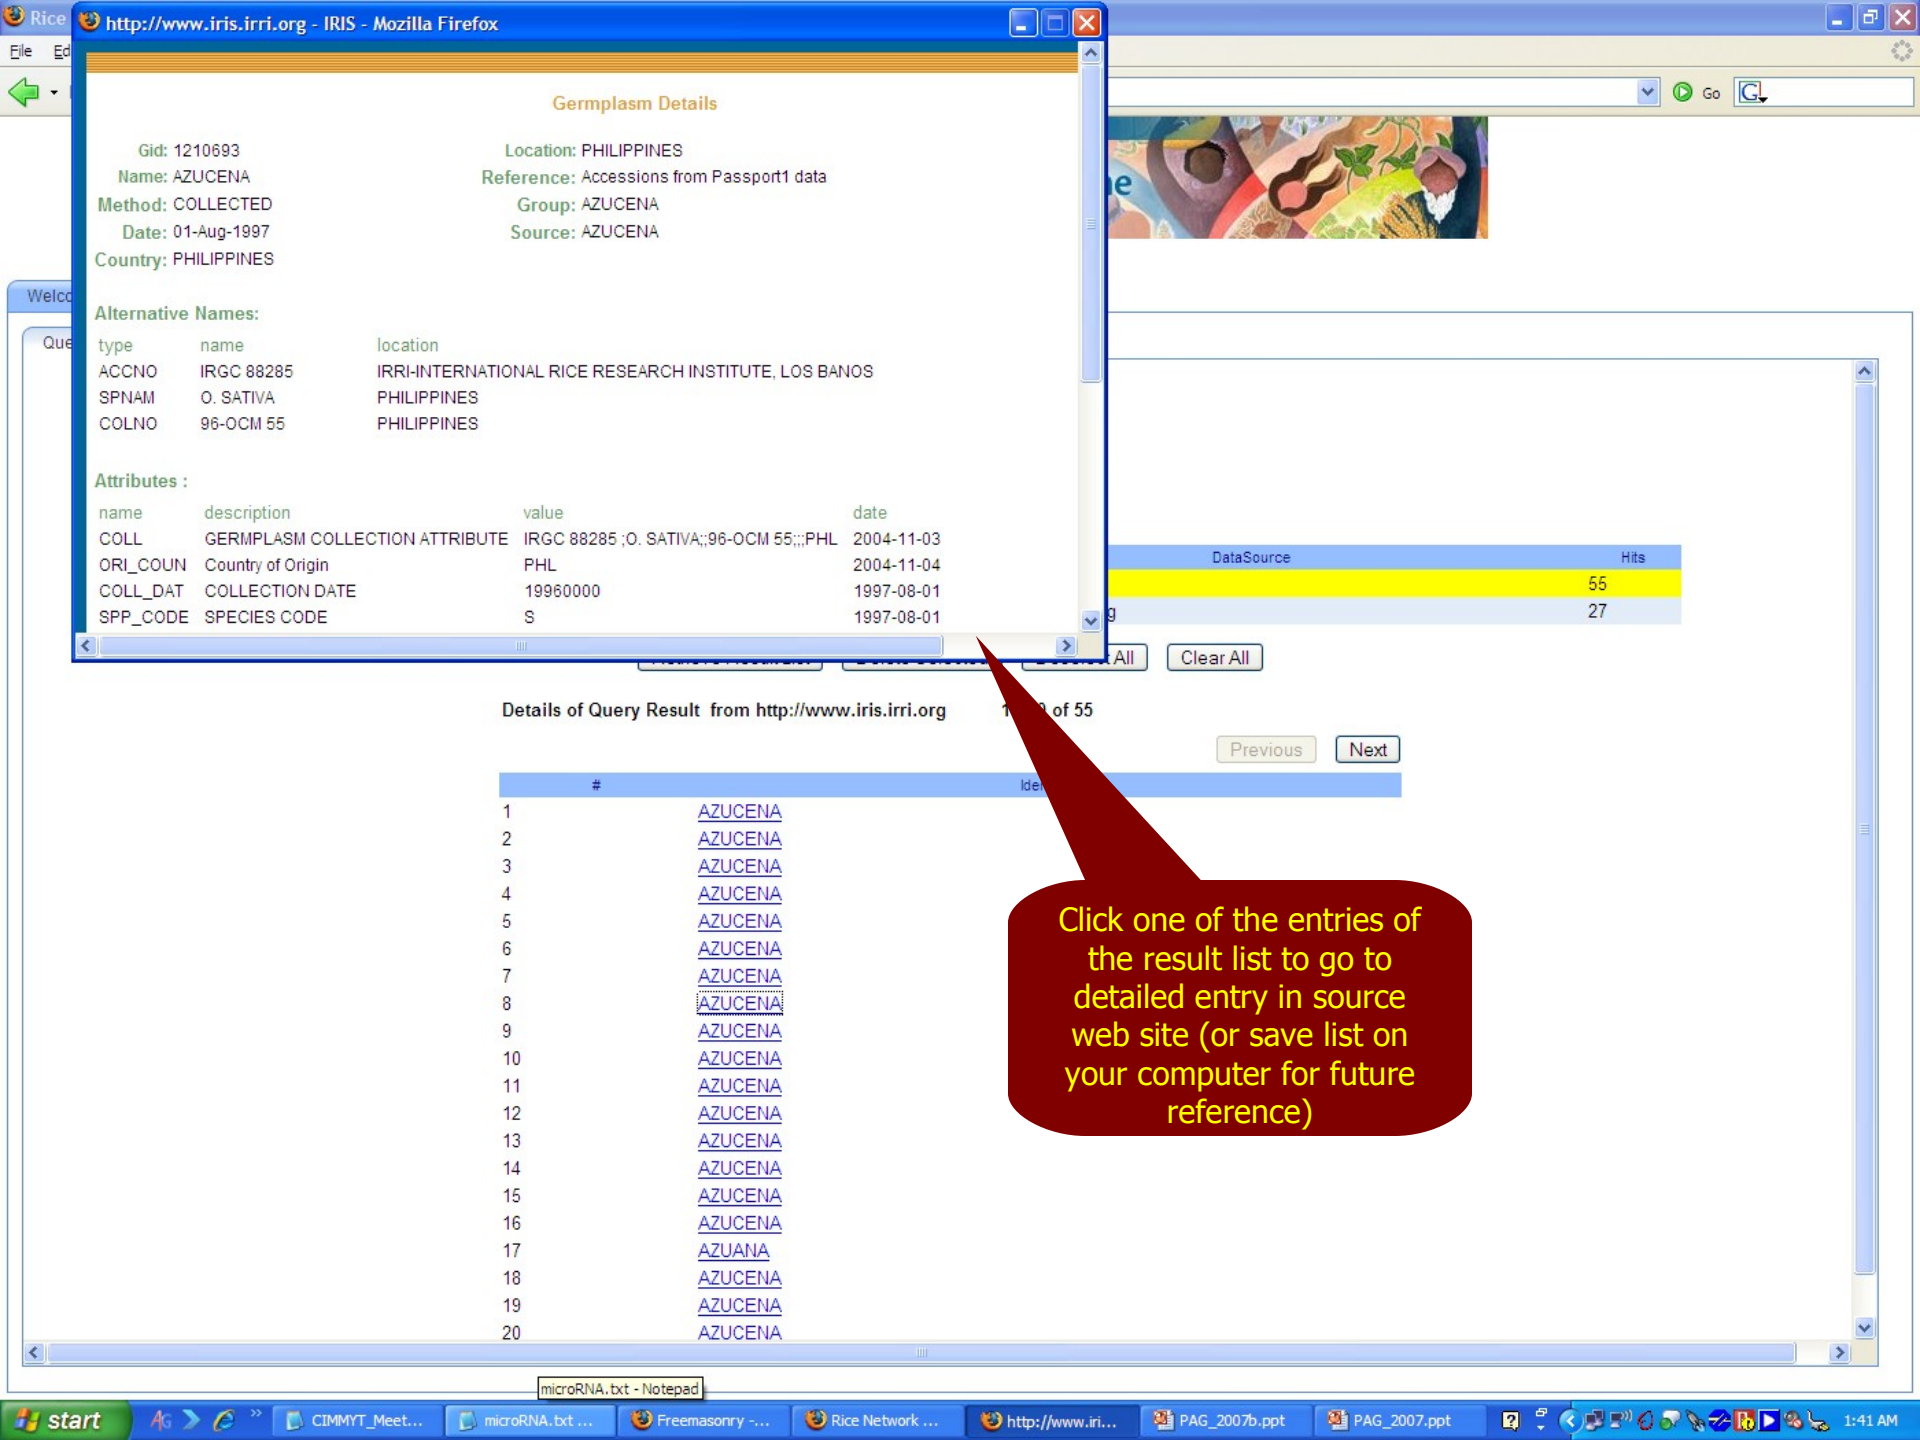 Rice
http://www.iris.irri.org - IRIS - Mozilla Firefox
File Ed
Go
G
Germplasm Details
Gid: 1210693 Location: PHILIPPINES
Name: AZUCENA Reference: Accessions from Passport1 data
Method: COLLECTED Group: AZUCENA
Date: 01-Aug-1997 Source: AZUCENA
Country: PHILIPPINES
Alternative Names:
type name location
ACCNO IRGC 88285 IRRI-INTERNATIONAL RICE RESEARCH INSTITUTE, LOS BANOS
SPNAM O. SATIVA PHILIPPINES
COLNO 96-OCM 55 PHILIPPINES
Attributes :
name description value date
COLL GERMPLASM COLLECTION ATTRIBUTE IRGC 88285 ;O. SATIVA;;96-OCM 55;;;PHL 2004-11-03
ORI_COUN Country of Origin PHL 2004-11-04
COLL_DAT COLLECTION DATE 19960000 1997-08-01
SPP_CODE SPECIES CODE S 1997-08-01
Welco
Que
DataSource Hits
55
27
All Clear All
Details of Query Result from http://www.iris.irri.org of 55
Previous Next
#
1 AZUCENA
2 AZUCENA
3 AZUCENA
4 AZUCENA
5 AZUCENA
6 AZUCENA
7 AZUCENA
8 AZUCENA
9 AZUCENA
10 AZUCENA
11 AZUCENA
12 AZUCENA
13 AZUCENA
14 AZUCENA
15 AZUCENA
16 AZUCENA
17 AZUANA
18 AZUCENA
19 AZUCENA
20 AZUCENA
Click one of the entries of
the result list to go to
detailed entry in source
web site (or save list on
your computer for future
reference)
microRNA.txt - Notepad
start CIMMYT_Meet... microRNA.txt ... Freemasonry -... Rice Network ... http://www.iri... PAG_2007b.ppt PAG_2007.ppt 1:41 AM